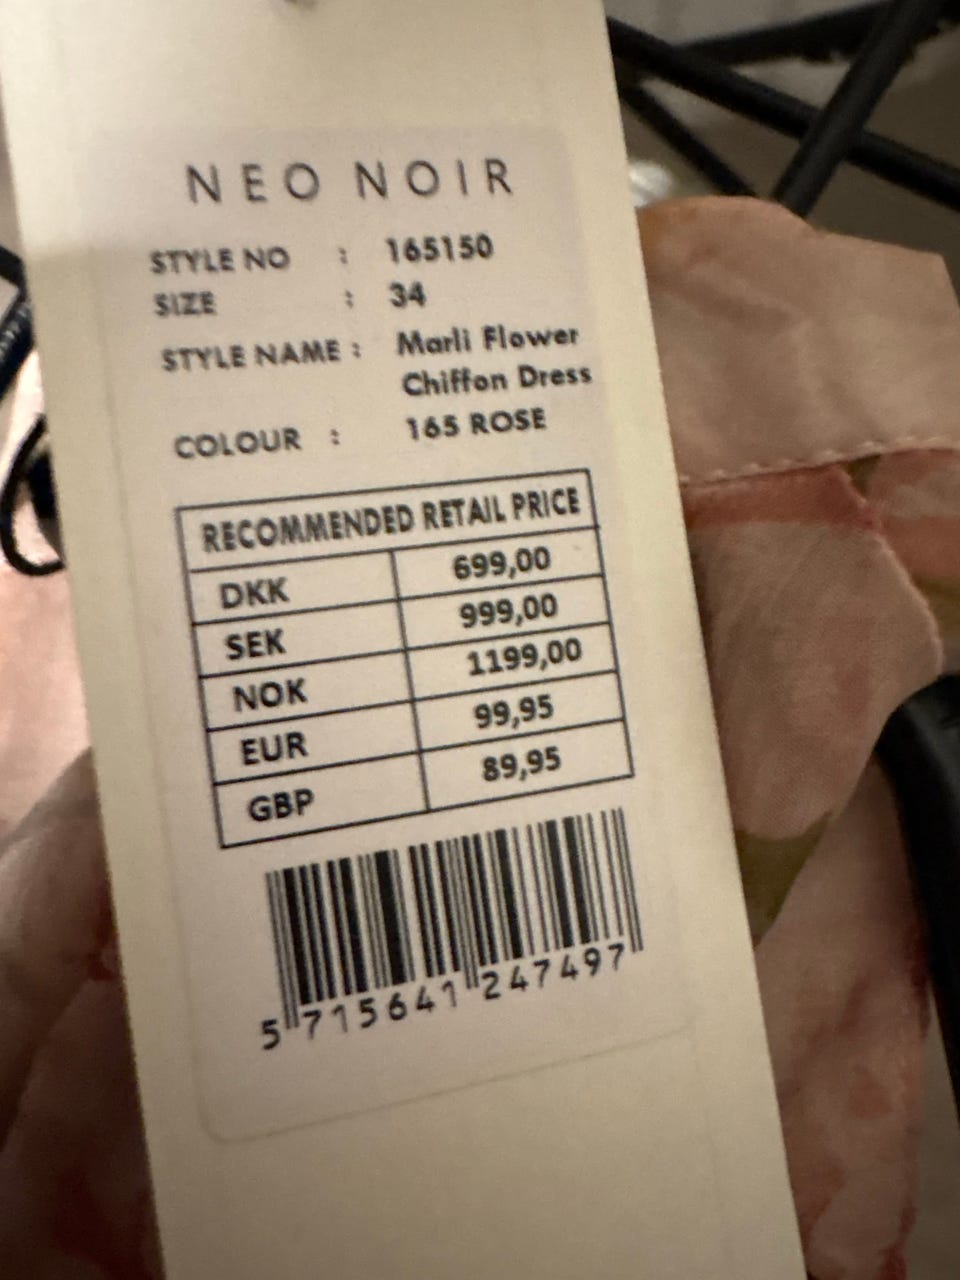 NEO NOIR
STYLE NO : 165150
SIZE : 34
STYLE NAME : Marli Flower
Chiffon Dress
COLOUR : 165 ROSE
RECOMMENDED RETAIL PRICE
DKK 699,00
SEK 999,00
NOK 1199,00
EUR 99,95
GBP 89,95
5 715641 247497